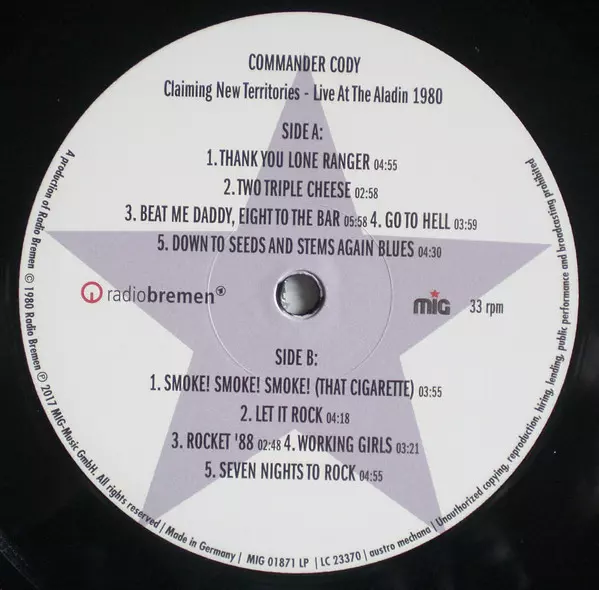 COMMANDER CODY
Claiming New Territories - Live At The Aladin 1980
SIDE A:
1. THANK YOU LONE RANGER 04:55
2. TWO TRIPLE CHEESE 02:58
3. BEAT ME DADDY, EIGHT TO THE BAR 05:58 4. GO TO HELL 03:59
5. DOWN TO SEEDS AND STEMS AGAIN BLUES 04:30
radiobremen
MIG
33 rpm
SIDE B:
1. SMOKE! SMOKE! SMOKE! (THAT CIGARETTE) 03:55
2. LET IT ROCK 04:18
3. ROCKET '88 02:48 4. WORKING GIRLS 03:21
5. SEVEN NIGHTS TO ROCK 04:55
A production of Radio Bremen © 1980 Radio Bremen ℗ 2017 MIG-Music GmbH. All rights reserved | Made in Germany | MIG 01871 LP | LC 23370 | austro mechana | Unauthorized copying, reproduction, hiring, lending, public performance and broadcasting prohibited